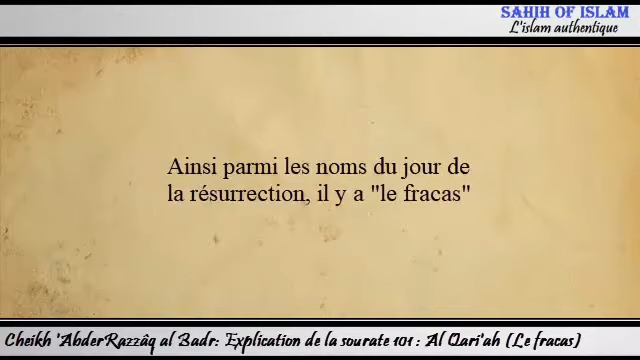 SAHIH OF ISLAM
L'islam authentique
Ainsi parmi les noms du jour de
la résurrection, il y a "le fracas"
Cheikh 'AbderRazzâq al Badr: Explication de la sourate 101 : Al Qari'ah (Le fracas)